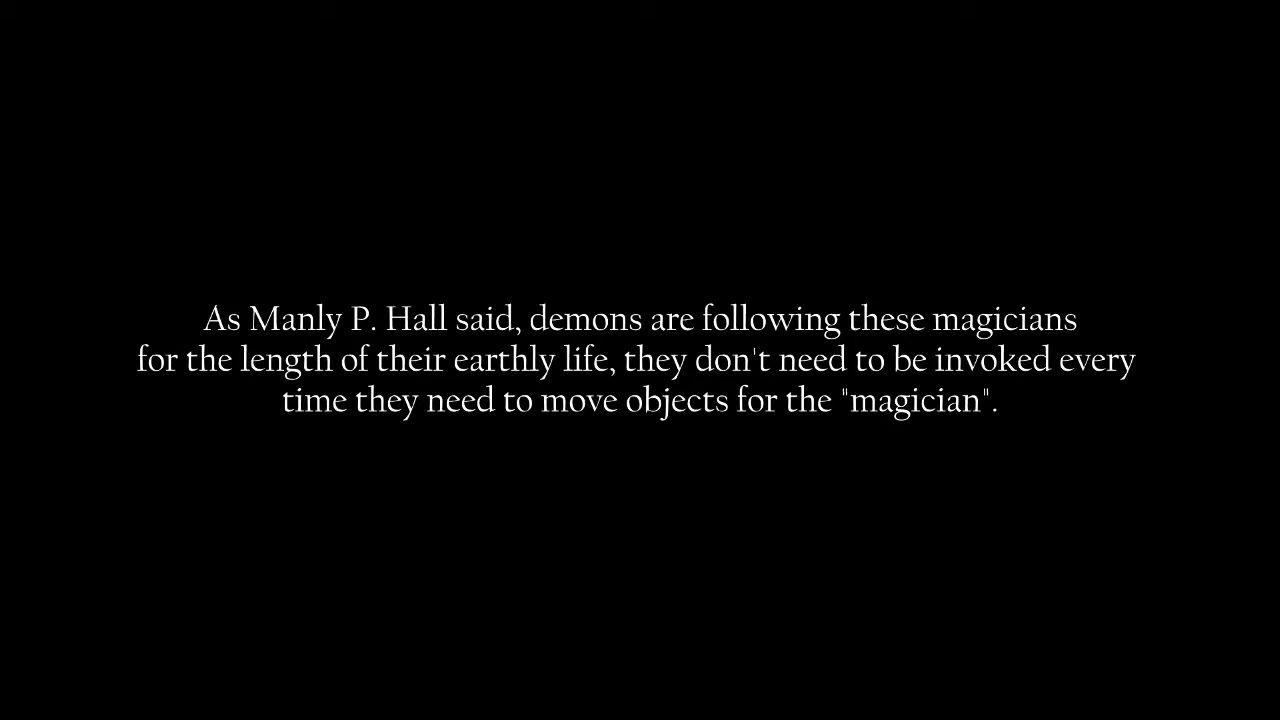 As Manly P. Hall said, demons are following these magicians
for the length of their earthly life, they don't need to be invoked every
time they need to move objects for the "magician".